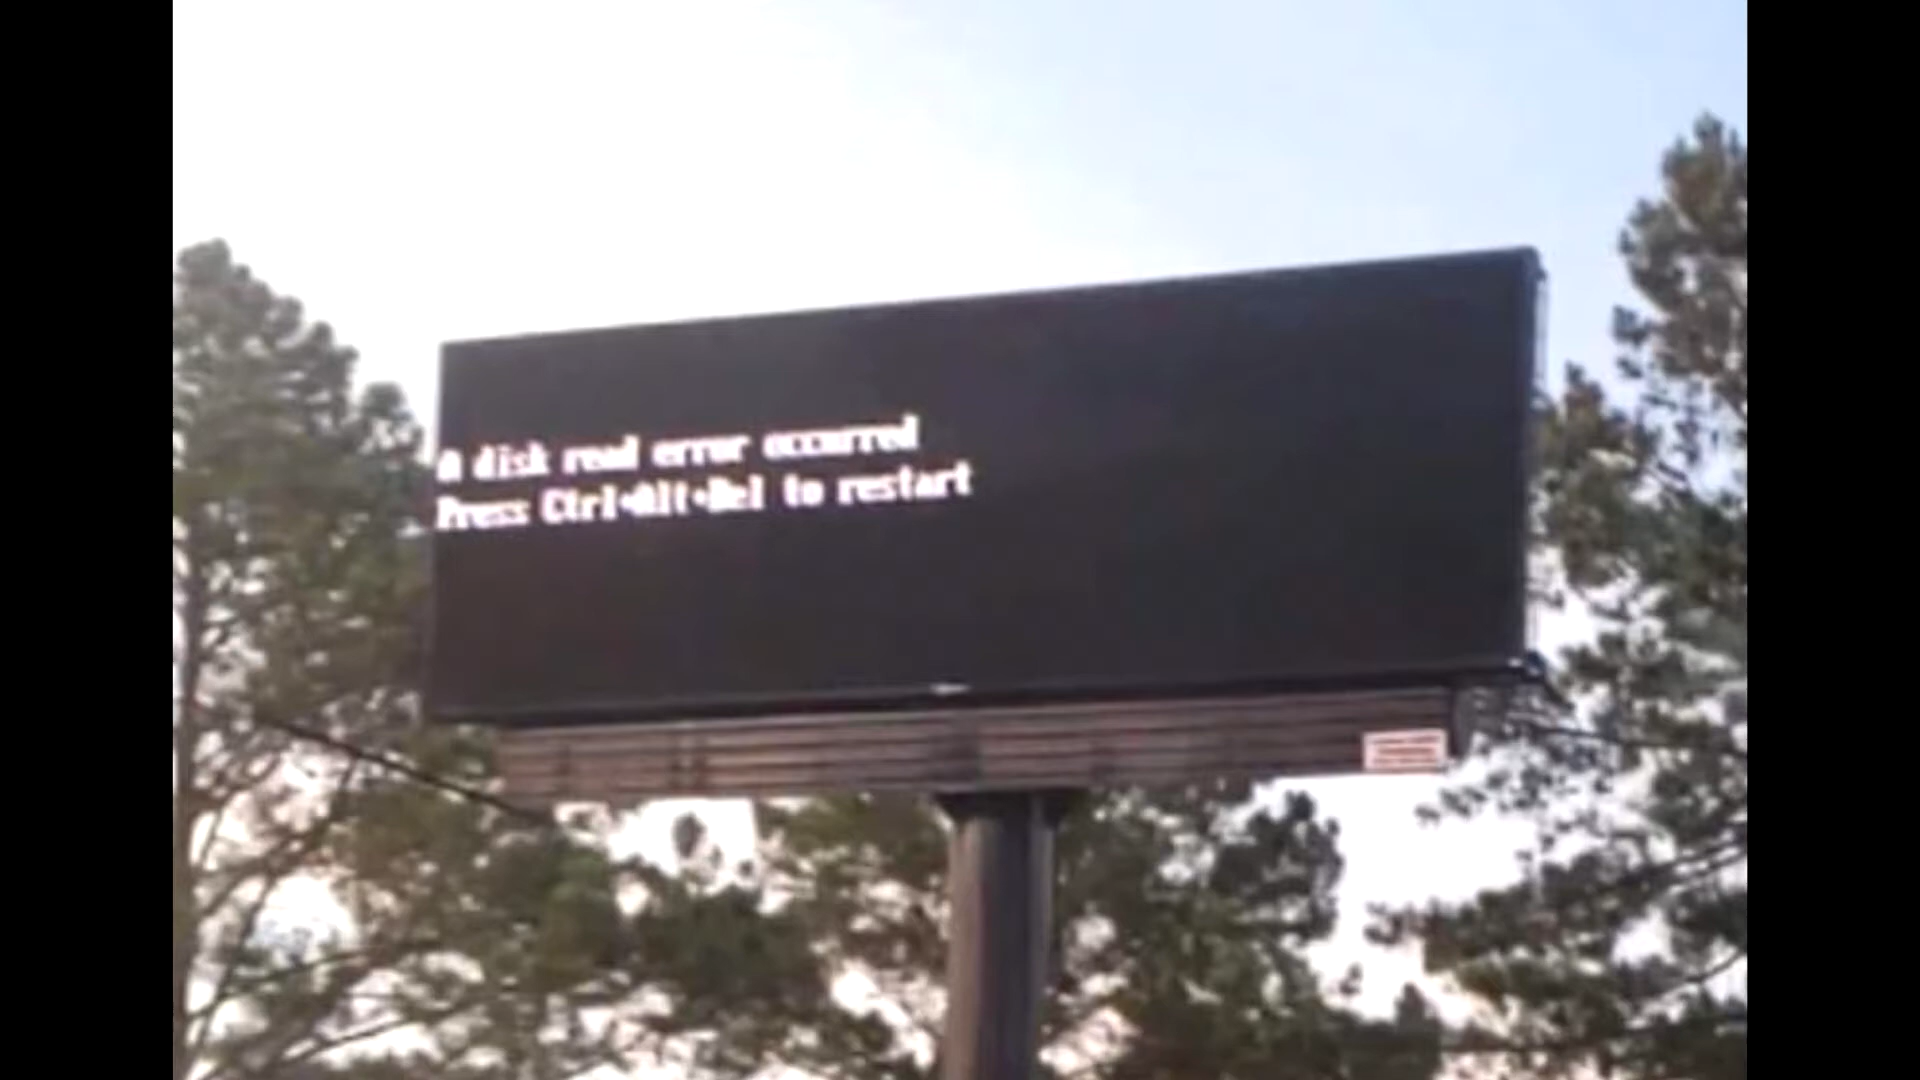 A disk read error occurred
Press Ctrl+Alt+Del to restart